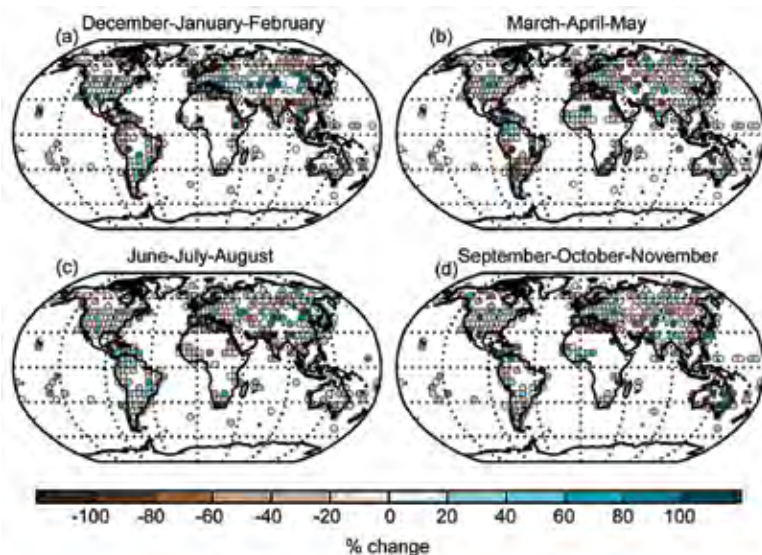 December-January-February
March-April-May
(a)
(b)
June-July-August
September-October-November
(c)
(d)
-100 -80 -60 -40 -20 0 20 40 60 80 100
% change